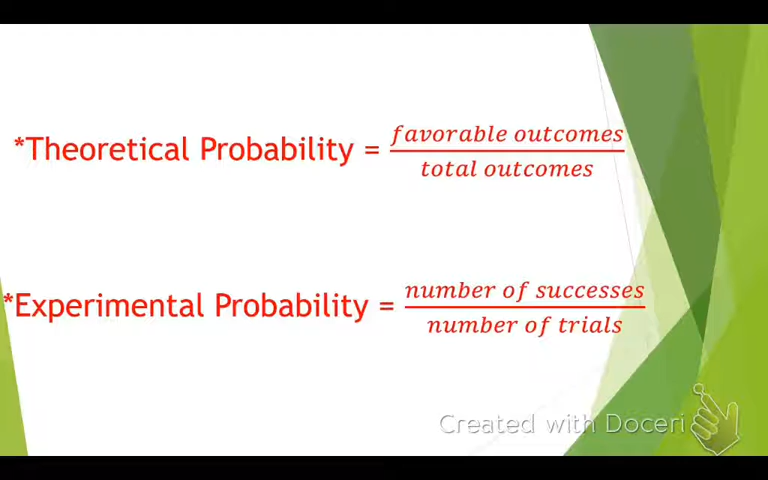 *Theoretical Probability = favorable outcomes / total outcomes
*Experimental Probability = number of successes / number of trials
Created with Doceri